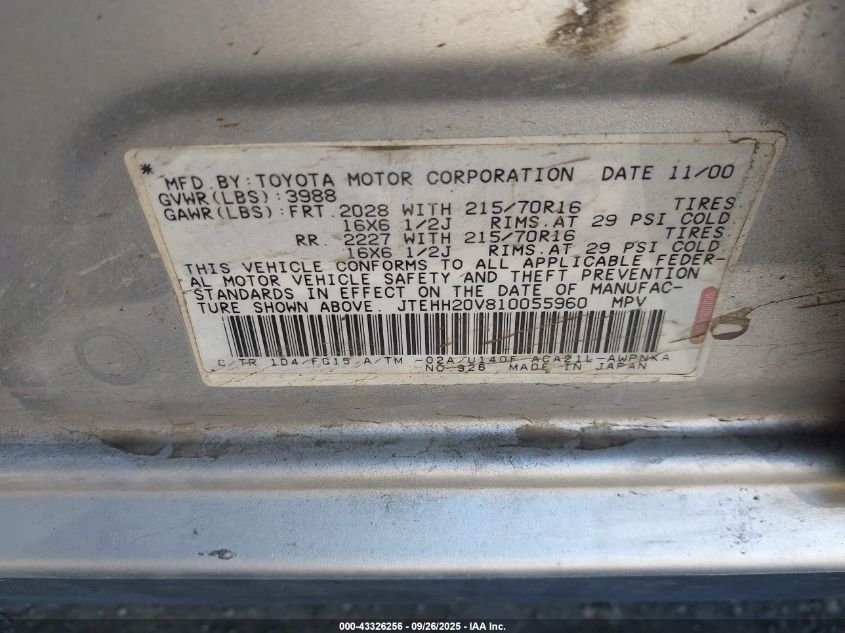 * MFD. BY: TOYOTA MOTOR CORPORATION DATE 11/00
GVWR(LBS): 3988
GAWR(LBS): FRT. 2028 WITH 215/70R16 TIRES
16X6 1/2J RIMS. AT 29 PSI COLD
RR. 2227 WITH 215/70R16 TIRES
16X6 1/2J RIMS. AT 29 PSI COLD
THIS VEHICLE CONFORMS TO ALL APPLICABLE FEDER-
AL MOTOR VEHICLE SAFETY AND THEFT PREVENTION
STANDARDS IN EFFECT ON THE DATE OF MANUFAC-
TURE SHOWN ABOVE. JTEHH20V810055960 MPV
C/TR 1D4/FG15 A/TM -02A/U140F ACA21L-AWPNKA
NO 926 MADE IN JAPAN
000-43326256 - 09/26/2025 - IAA Inc.